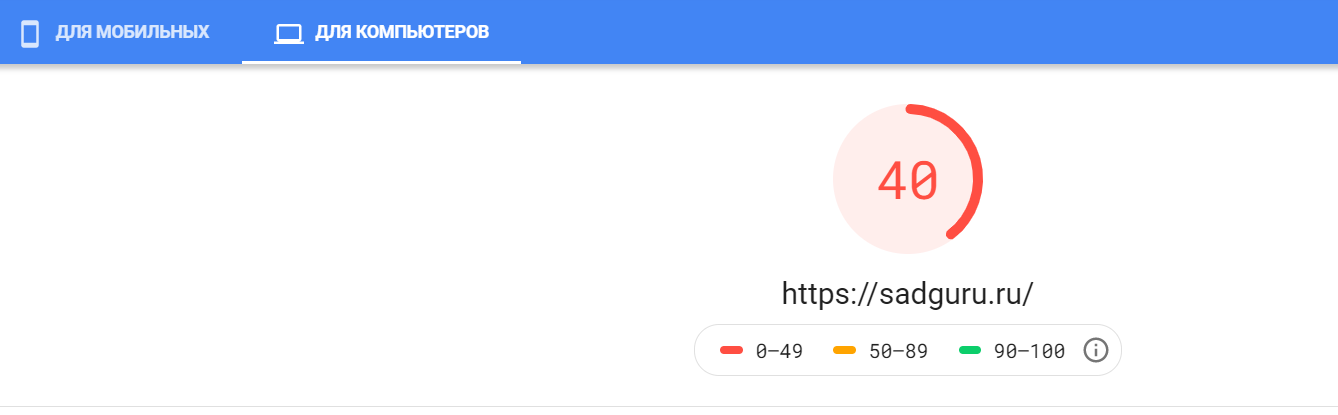 ДЛЯ МОБИЛЬНЫХ ДЛЯ КОМПЬЮТЕРОВ
40
https://sadguru.ru/
0–49 50–89 90–100